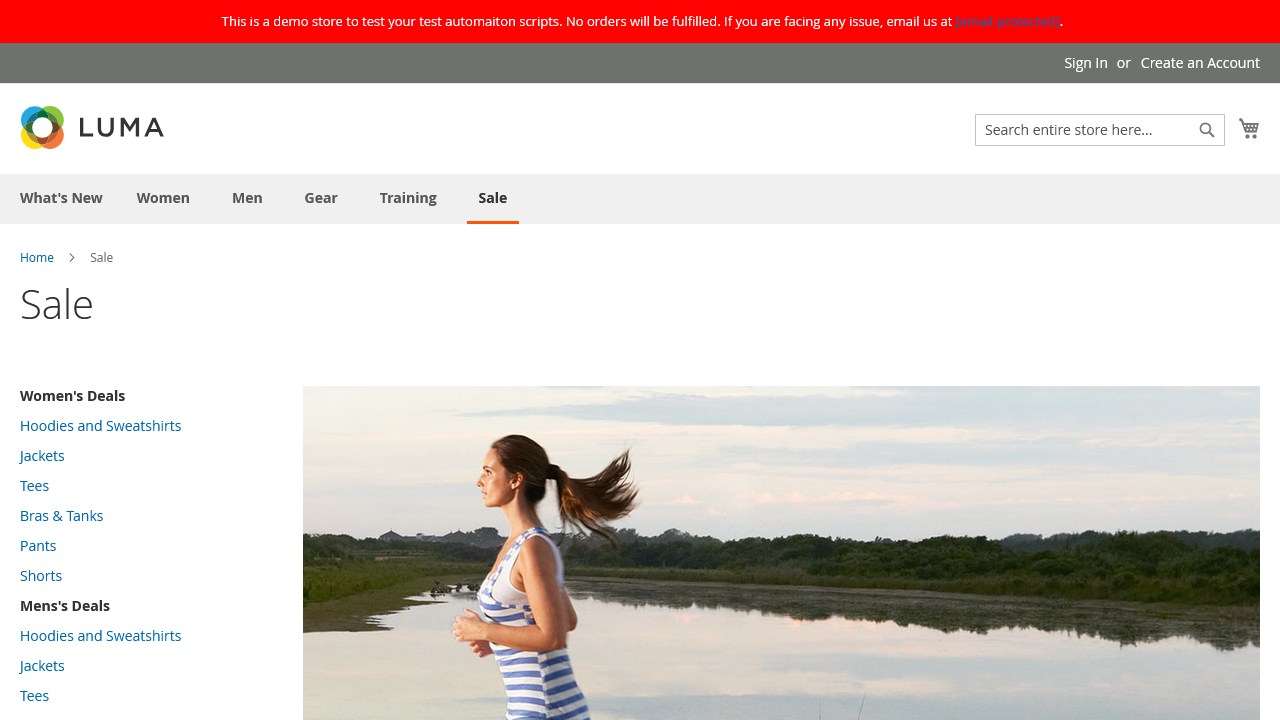 This is a demo store to test your test automaiton scripts. No orders will be fulfilled. If you are facing any issue, email us at [email protected].
Sign In or Create an Account
LUMA
Search entire store here...
What's New Women Men Gear Training Sale
Home Sale
Sale
Women's Deals
Hoodies and Sweatshirts
Jackets
Tees
Bras & Tanks
Pants
Shorts
Mens's Deals
Hoodies and Sweatshirts
Jackets
Tees